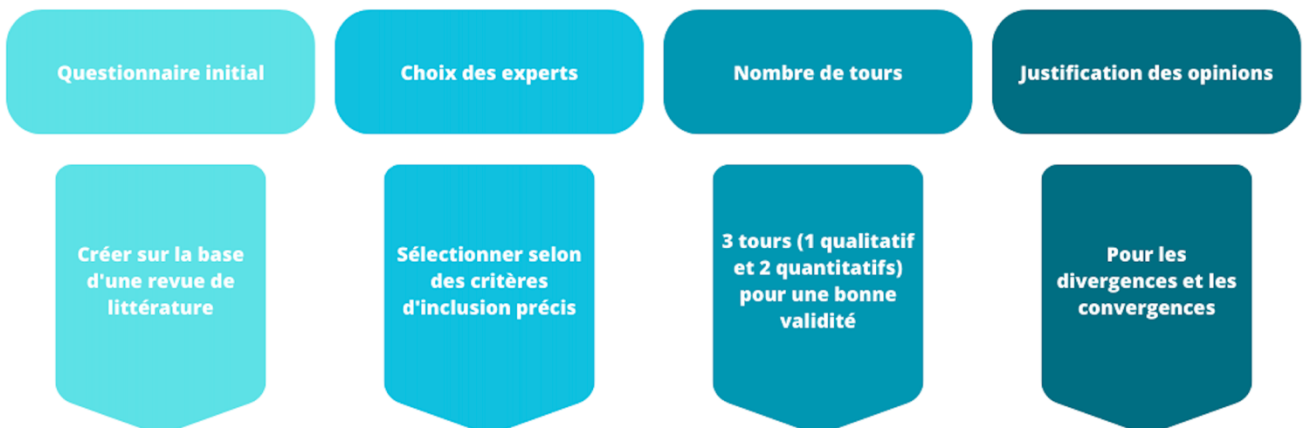 Questionnaire initial
Choix des experts
Nombre de tours
Justification des opinions
Créer sur la base
d'une revue de
littérature
Sélectionner selon
des critères
d'inclusion précis
3 tours (1 qualitatif
et 2 quantitatifs)
pour une bonne
validité
Pour les
divergences et les
convergences